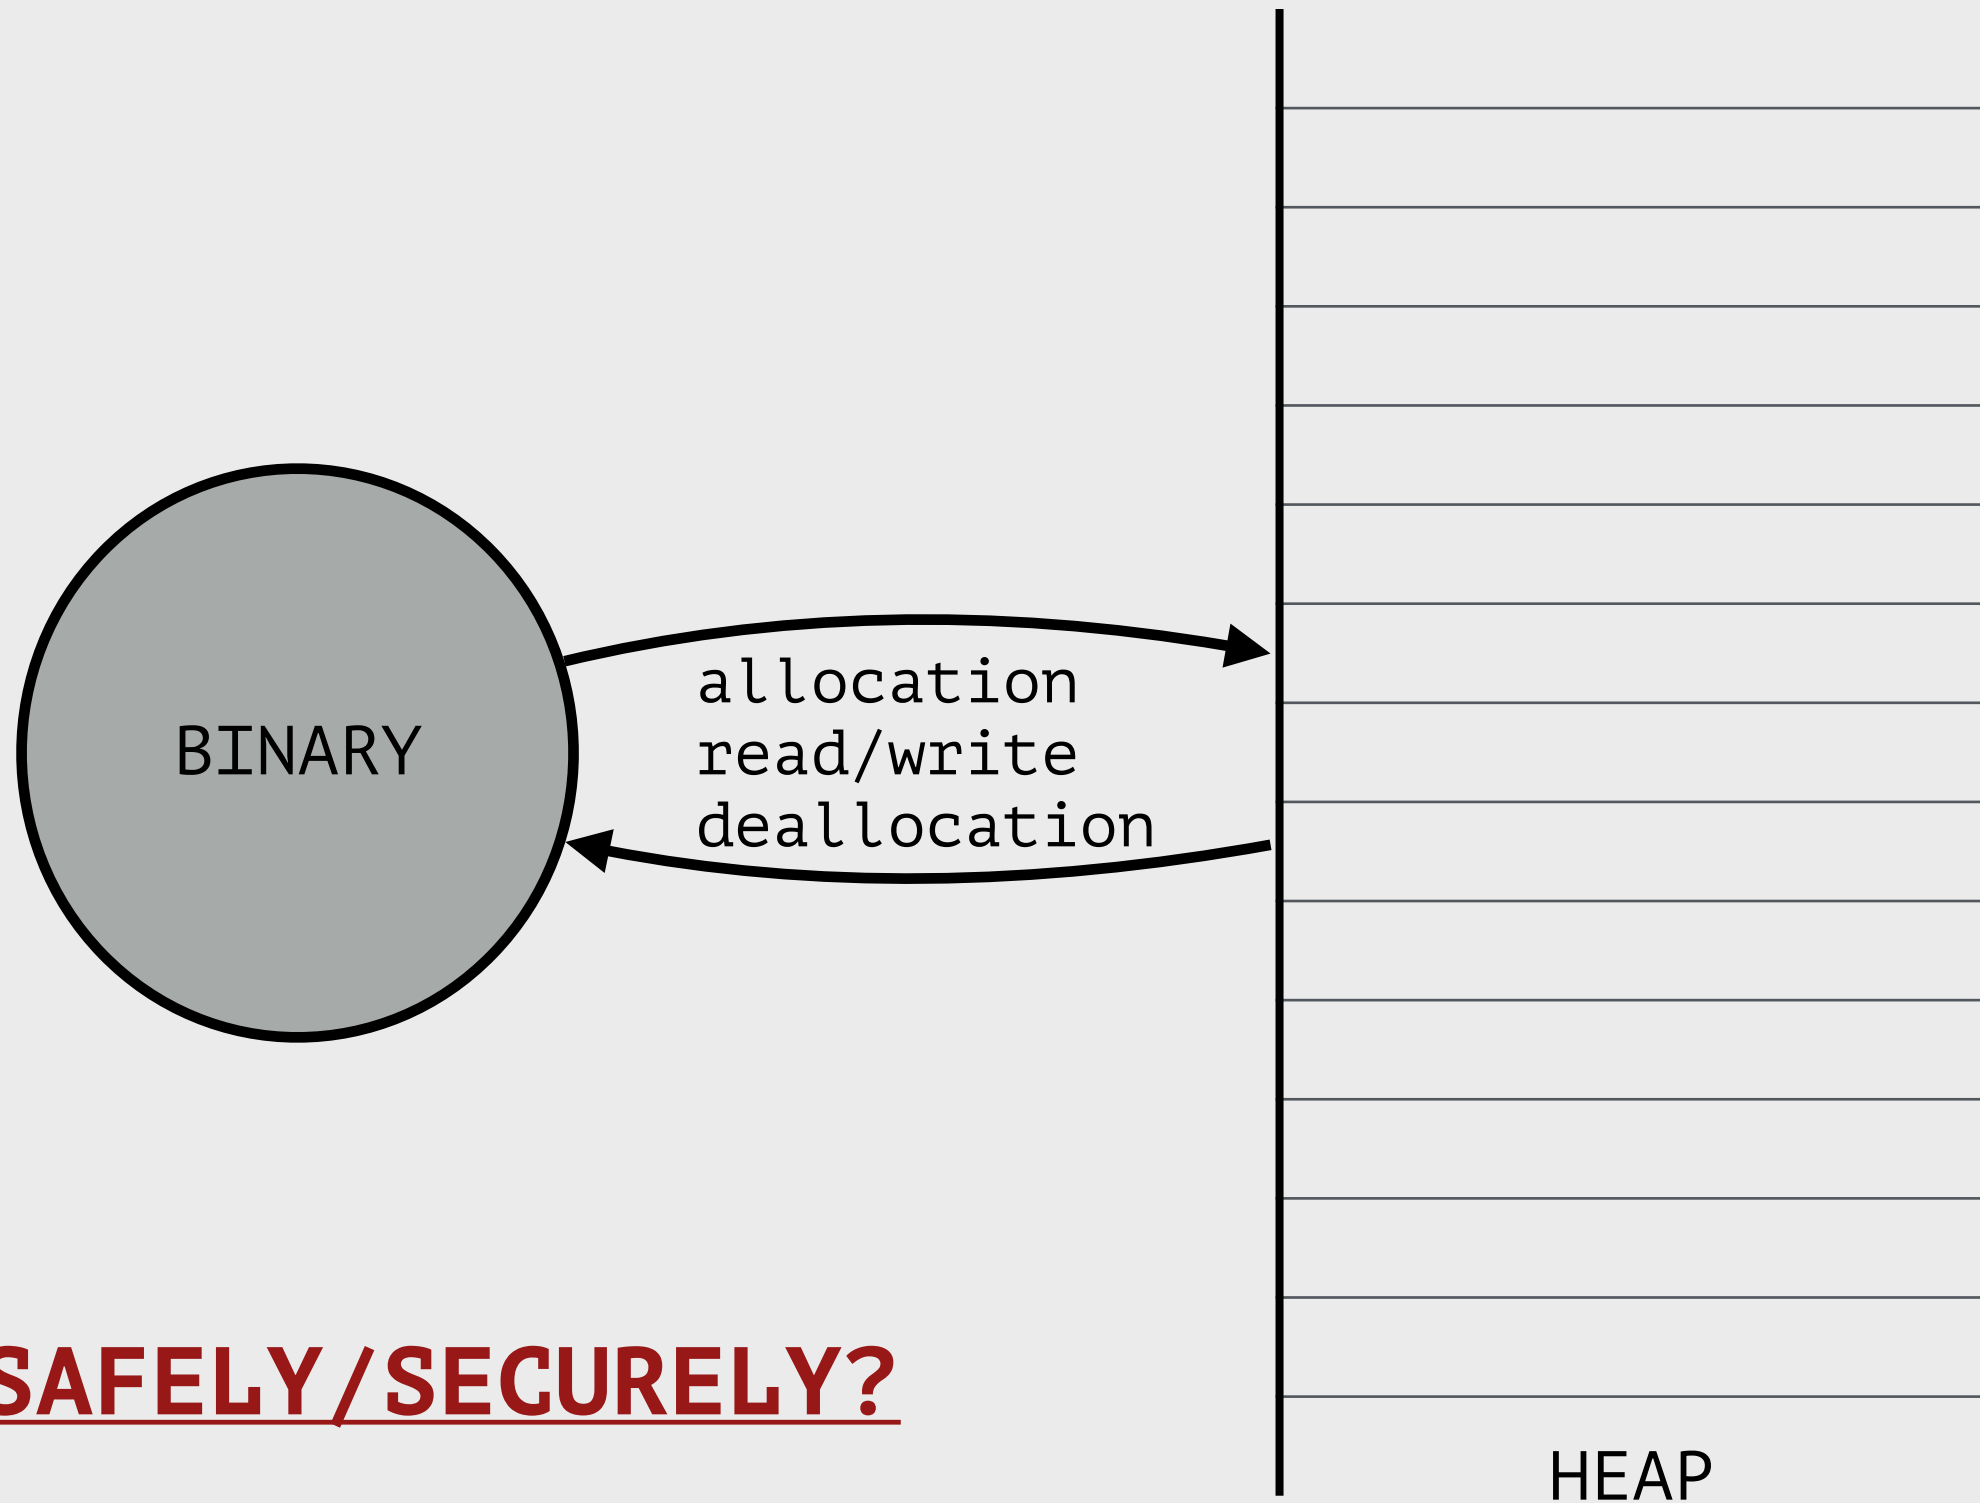 allocation
read/write
deallocation
BINARY
SAFELY/SECURELY?
HEAP